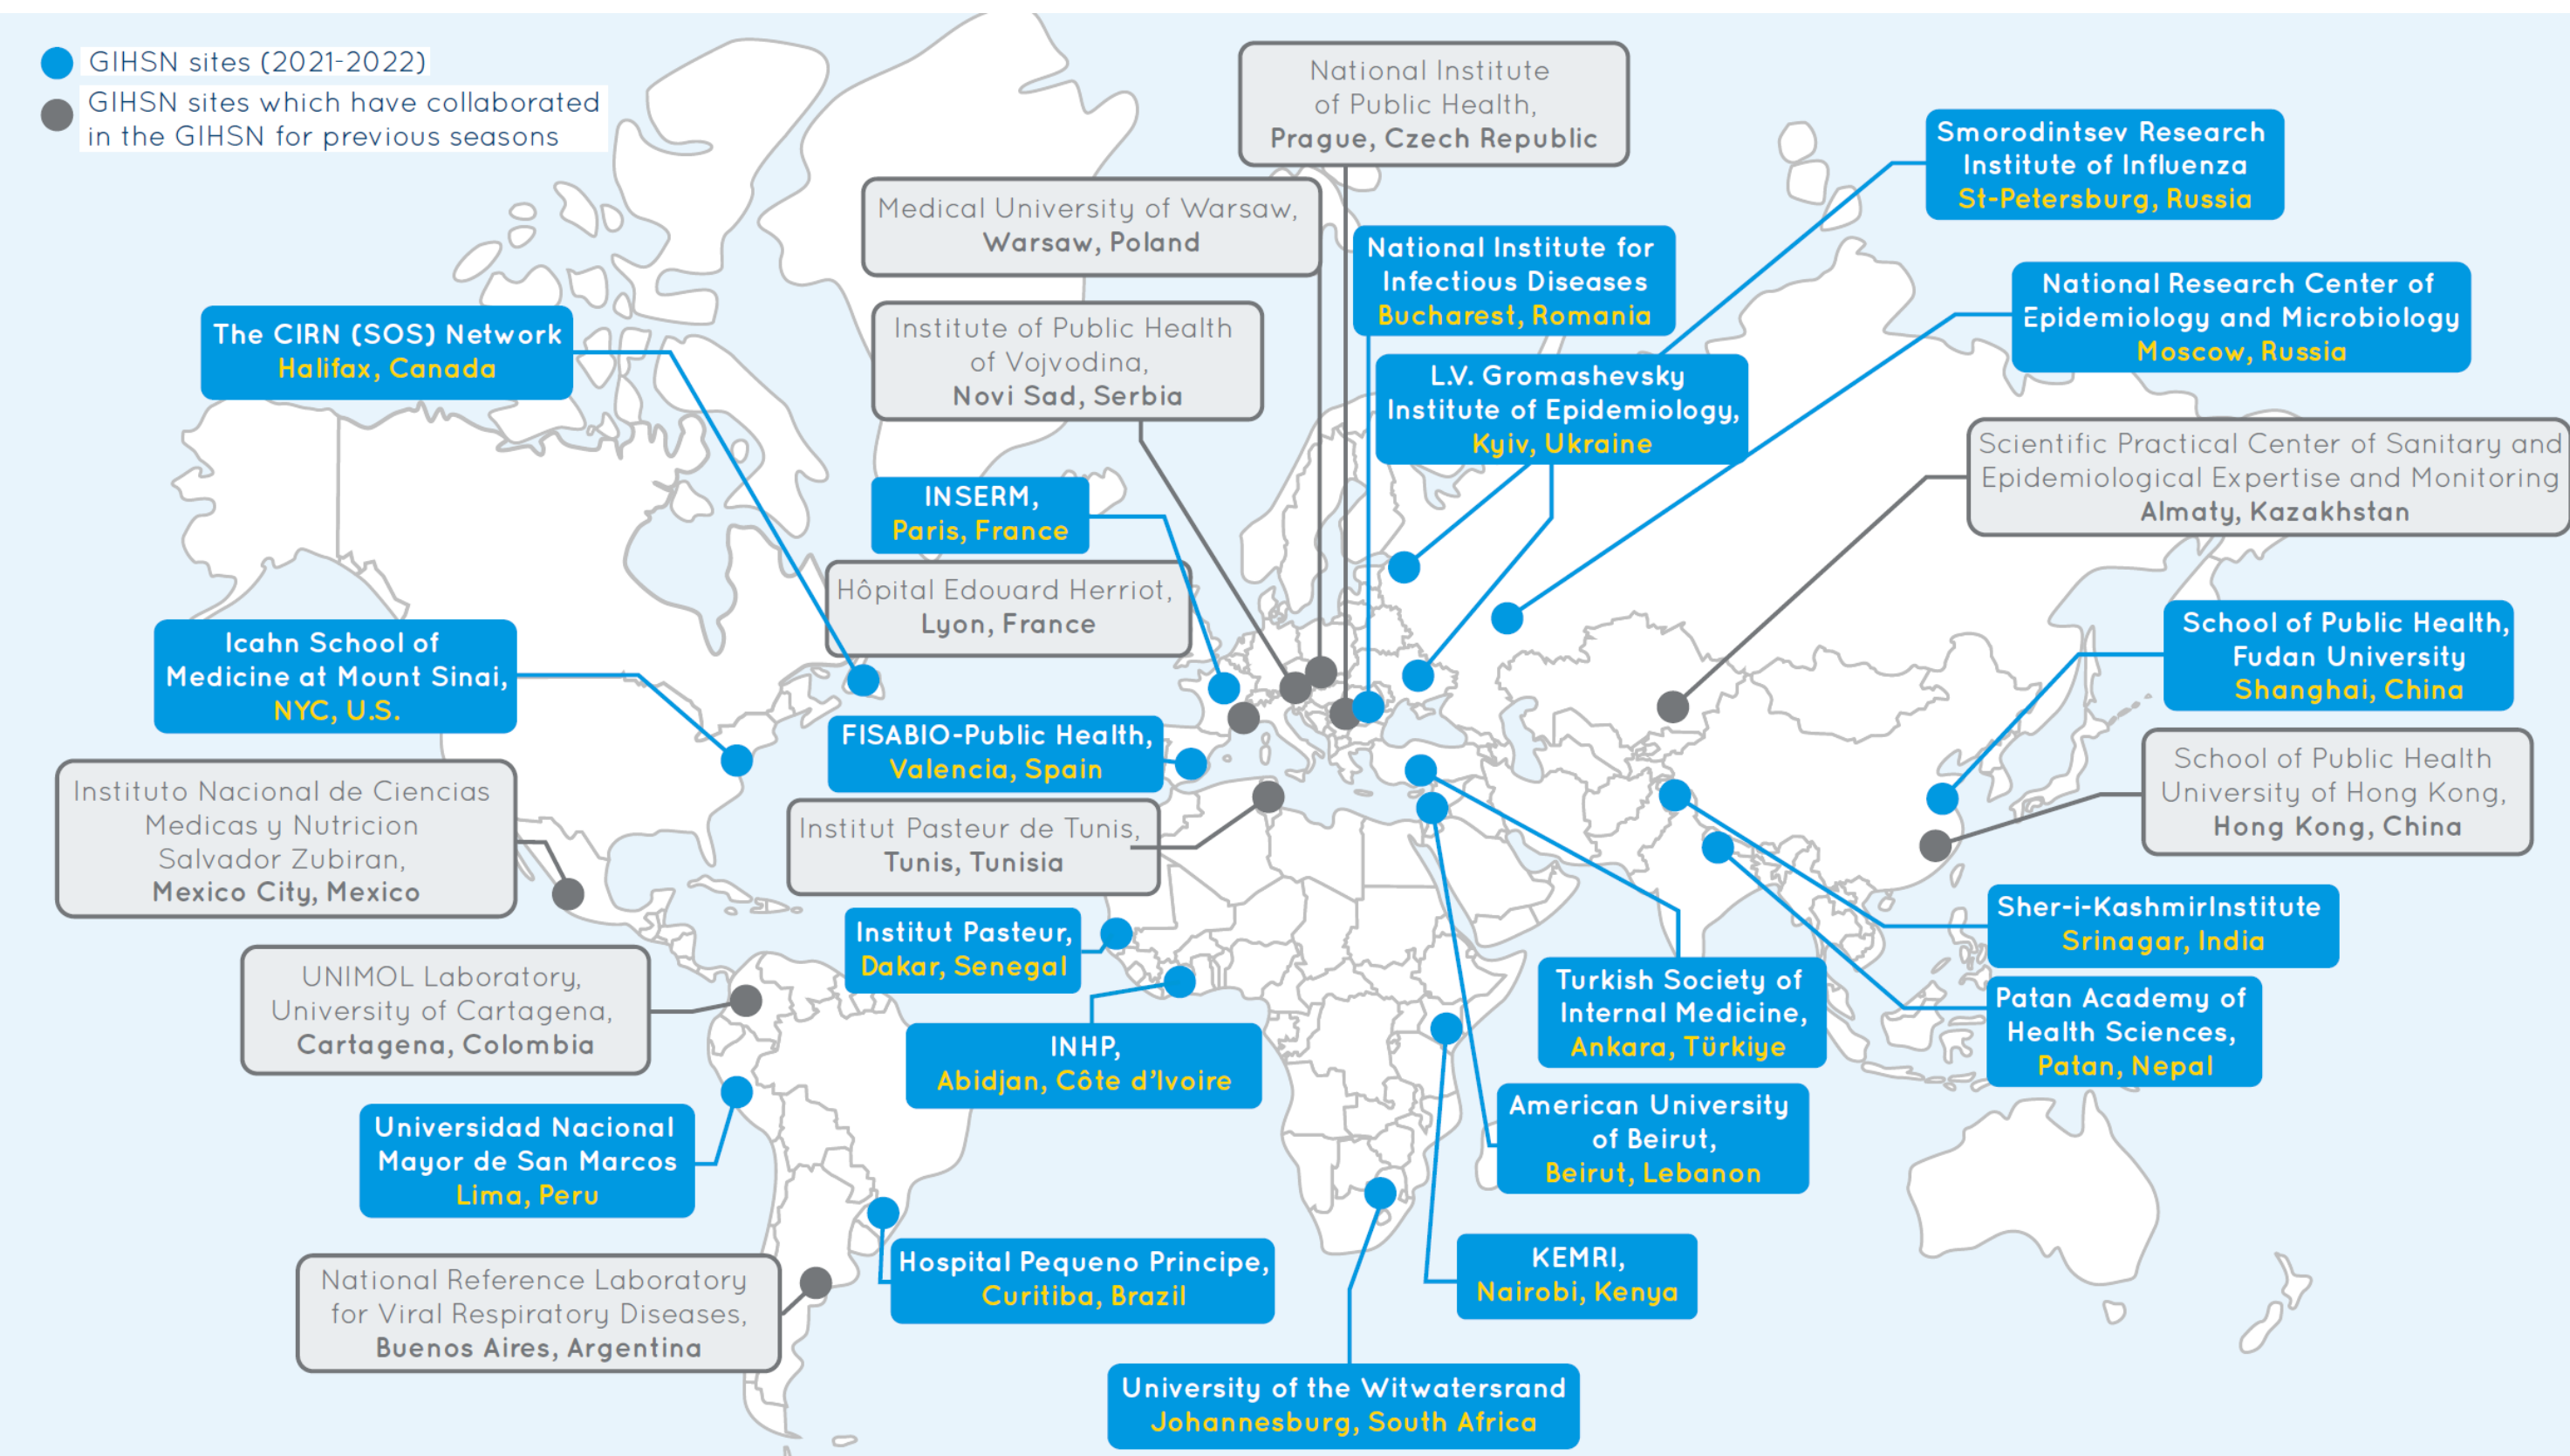 GIHSN sites (2021-2022)
GIHSN sites which have collaborated
in the GIHSN for previous seasons
National Institute
of Public Health,
Prague, Czech Republic
Smorodintsev Research
Institute of Influenza
St-Petersburg, Russia
Medical University of Warsaw,
Warsaw, Poland
National Institute for
Infectious Diseases
Bucharest, Romania
National Research Center of
Epidemiology and Microbiology
Moscow, Russia
The CIRN (SOS) Network
Halifax, Canada
Institute of Public Health
of Vojvodina,
Novi Sad, Serbia
L.V. Gromashevsky
Institute of Epidemiology,
Kyiv, Ukraine
Scientific Practical Center of Sanitary and
Epidemiological Expertise and Monitoring
Almaty, Kazakhstan
INSERM,
Paris, France
Hôpital Edouard Herriot,
Lyon, France
Icahn School of
Medicine at Mount Sinai,
NYC, U.S.
School of Public Health,
Fudan University
Shanghai, China
FISABIO-Public Health,
Valencia, Spain
School of Public Health
University of Hong Kong,
Hong Kong, China
Instituto Nacional de Ciencias
Medicas y Nutricion
Salvador Zubiran,
Mexico City, Mexico
Institut Pasteur de Tunis,
Tunis, Tunisia
Sher-i-KashmirInstitute
Srinagar, India
Institut Pasteur,
Dakar, Senegal
UNIMOL Laboratory,
University of Cartagena,
Cartagena, Colombia
Turkish Society of
Internal Medicine,
Ankara, Türkiye
Patan Academy of
Health Sciences,
Patan, Nepal
INHP,
Abidjan, Côte d'Ivoire
American University
of Beirut,
Beirut, Lebanon
Universidad Nacional
Mayor de San Marcos
Lima, Peru
Hospital Pequeno Principe,
Curitiba, Brazil
KEMRI,
Nairobi, Kenya
National Reference Laboratory
for Viral Respiratory Diseases,
Buenos Aires, Argentina
University of the Witwatersrand
Johannesburg, South Africa